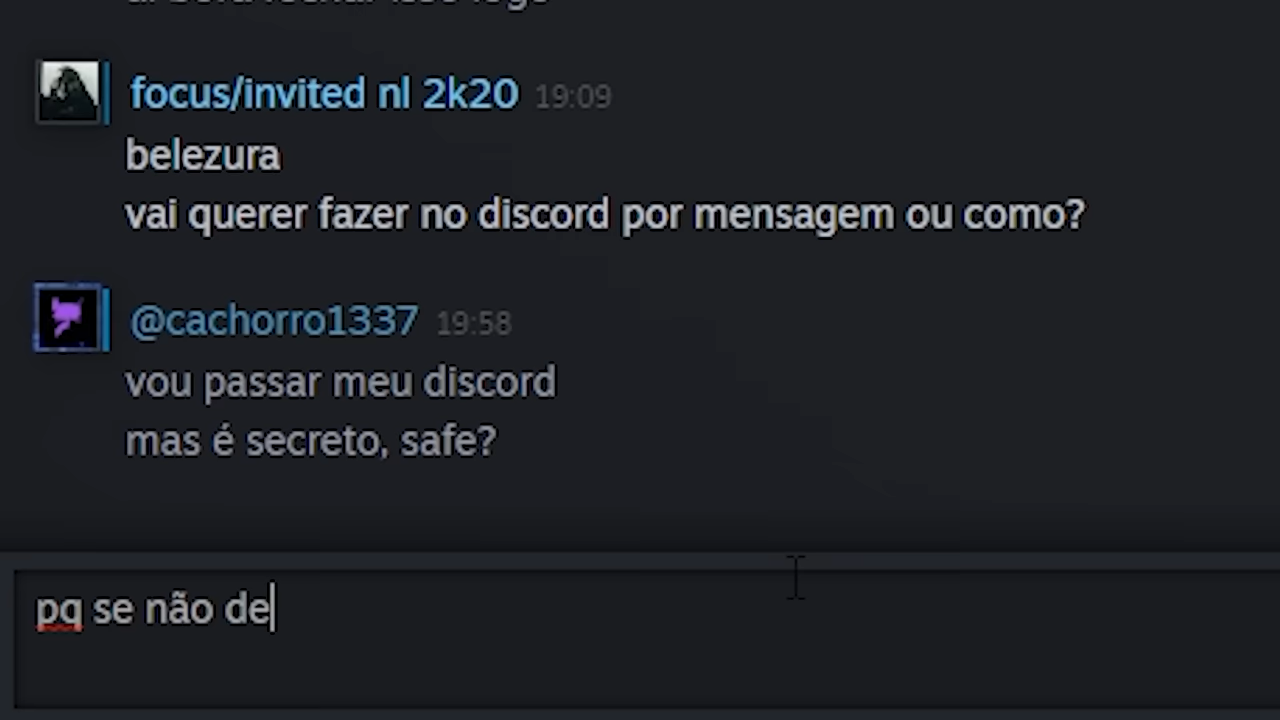 focus/invited nl 2k20 19:09
belezura
vai querer fazer no discord por mensagem ou como?
@cachorro1337 19:58
vou passar meu discord
mas é secreto, safe?
pq se não de